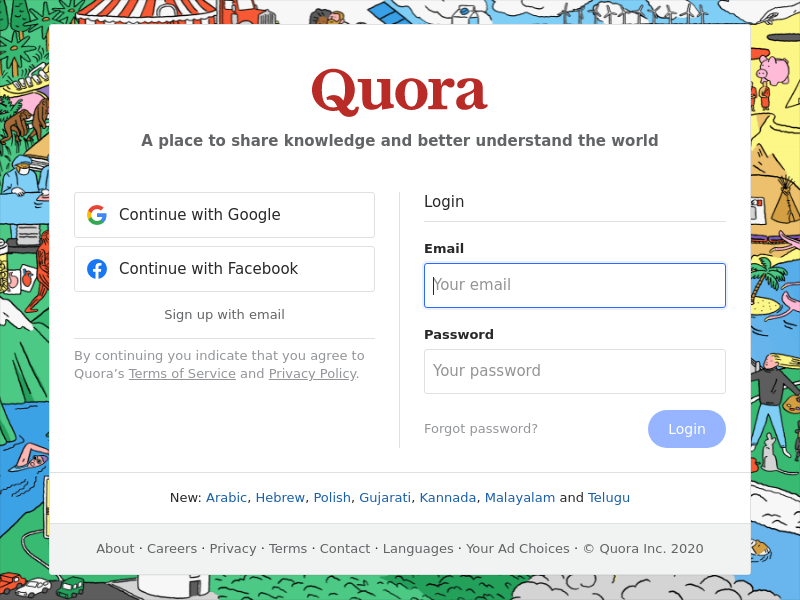 Quora
A place to share knowledge and better understand the world
Continue with Google
Continue with Facebook
Sign up with email
By continuing you indicate that you agree to
Quora’s Terms of Service and Privacy Policy.
Login
Email
Your email
Password
Your password
Forgot password?
Login
New: Arabic, Hebrew, Polish, Gujarati, Kannada, Malayalam and Telugu
About · Careers · Privacy · Terms · Contact · Languages · Your Ad Choices · © Quora Inc. 2020